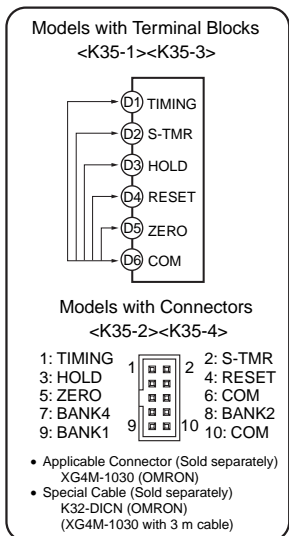 Models with Terminal Blocks
<K35-1><K35-3>
D1 TIMING
D2 S-TMR
D3 HOLD
D4 RESET
D5 ZERO
D6 COM
Models with Connectors
<K35-2><K35-4>
1: TIMING
3: HOLD
5: ZERO
7: BANK4
9: BANK1
1 2
9 10
2: S-TMR
4: RESET
6: COM
8: BANK2
10: COM
• Applicable Connector (Sold separately)
XG4M-1030 (OMRON)
• Special Cable (Sold separately)
K32-DICN (OMRON)
(XG4M-1030 with 3 m cable)